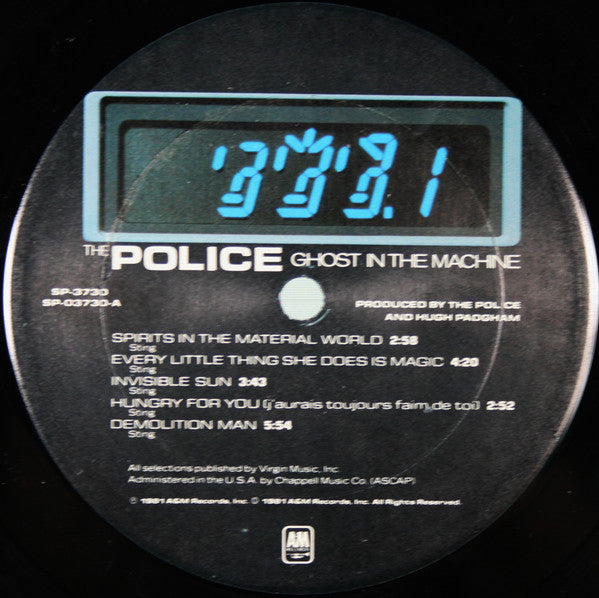 THE POLICE GHOST IN THE MACHINE
SP-3730
SP-03730-A
PRODUCED BY THE POLICE
AND HUGH PADGHAM
SPIRITS IN THE MATERIAL WORLD 2:58
Sting
EVERY LITTLE THING SHE DOES IS MAGIC 4:20
Sting
INVISIBLE SUN 3:43
Sting
HUNGRY FOR YOU (j'aurais toujours faim de toi) 2:52
Sting
DEMOLITION MAN 5:54
Sting
All selections published by Virgin Music, Inc.
Administered in the U.S.A. by Chappell Music Co. (ASCAP)
℗ 1981 A&M Records, Inc. © 1981 A&M Records, Inc. All Rights Reserved.
A&M
RECORDS